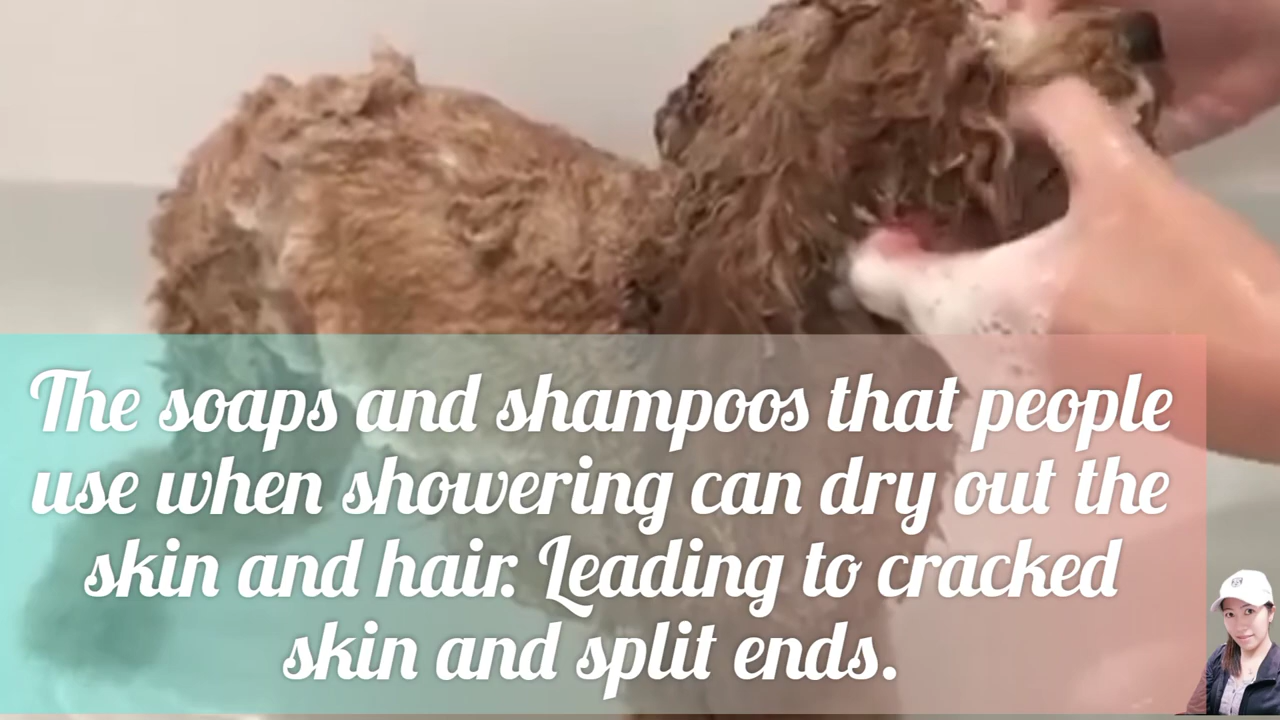 The soaps and shampoos that people
use when showering can dry out the
skin and hair. Leading to cracked
skin and split ends.